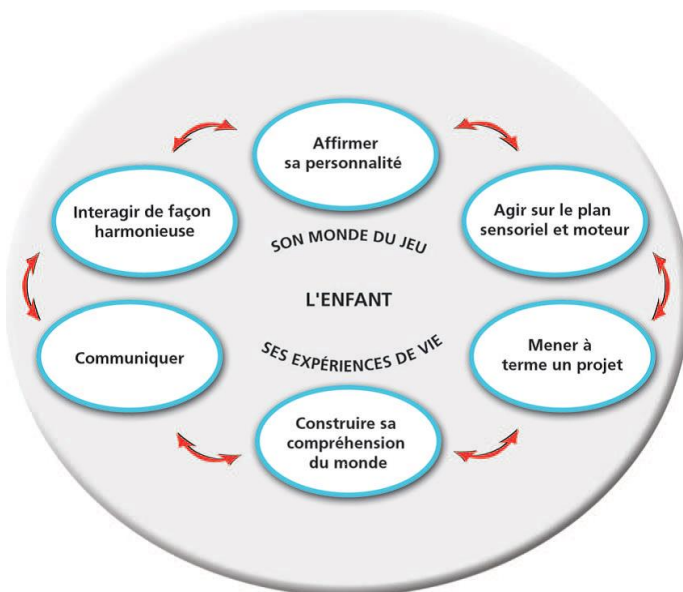 Affirmer
sa personnalité
Interagir de façon
harmonieuse
Agir sur le plan
sensoriel et moteur
SON MONDE DU JEU
L'ENFANT
SES EXPÉRIENCES DE VIE
Communiquer
Mener à
terme un projet
Construire sa
compréhension
du monde